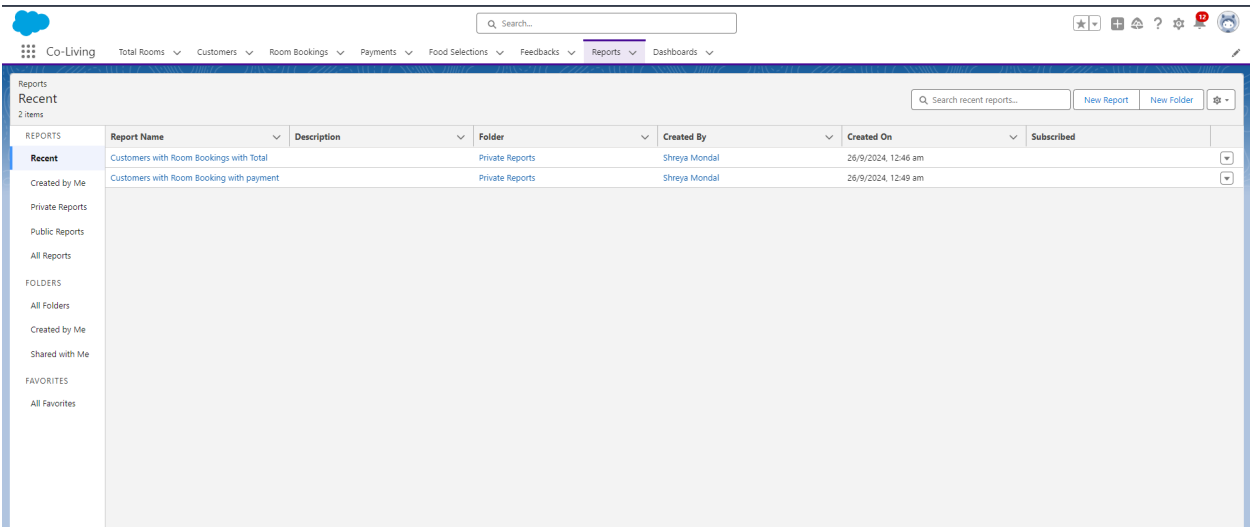 Search...
12
Co-Living Total Rooms Customers Room Bookings Payments Food Selections Feedbacks Reports Dashboards
Reports
Recent
2 items
Search recent reports...
New Report
New Folder
REPORTS
Recent
Created by Me
Private Reports
Public Reports
All Reports
FOLDERS
All Folders
Created by Me
Shared with Me
FAVORITES
All Favorites
Report Name Description Folder Created By Created On Subscribed
Customers with Room Bookings with Total Private Reports Shreya Mondal 26/9/2024, 12:46 am
Customers with Room Booking with payment Private Reports Shreya Mondal 26/9/2024, 12:49 am